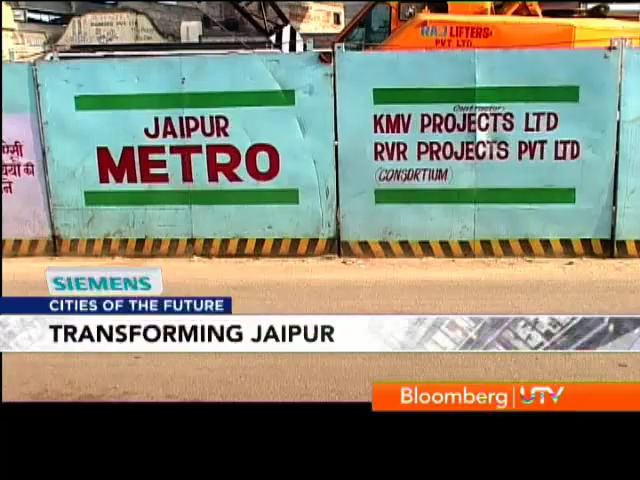 RAJ LIFTERS
PVT LTD.
JAIPUR
METRO
Contractor:
KMV PROJECTS LTD
RVR PROJECTS PVT LTD
CONSORTIUM
SIEMENS
CITIES OF THE FUTURE
TRANSFORMING JAIPUR
Bloomberg | UTV